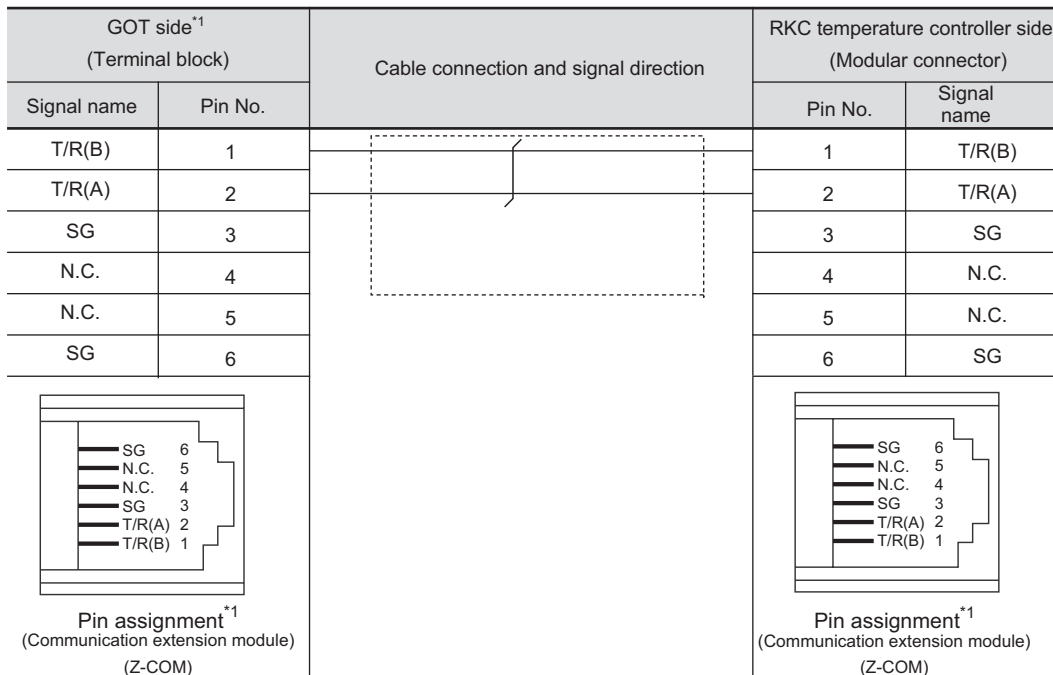 GOT side*1
(Terminal block)
Cable connection and signal direction
RKC temperature controller side
(Modular connector)
Signal name
Pin No.
Pin No.
Signal name
T/R(B) 1 1 T/R(B)
T/R(A) 2 2 T/R(A)
SG 3 3 SG
N.C. 4 4 N.C.
N.C. 5 5 N.C.
SG 6 6 SG
SG 6
N.C. 5
N.C. 4
SG 3
T/R(A) 2
T/R(B) 1
Pin assignment*1
(Communication extension module)
(Z-COM)
SG 6
N.C. 5
N.C. 4
SG 3
T/R(A) 2
T/R(B) 1
Pin assignment*1
(Communication extension module)
(Z-COM)